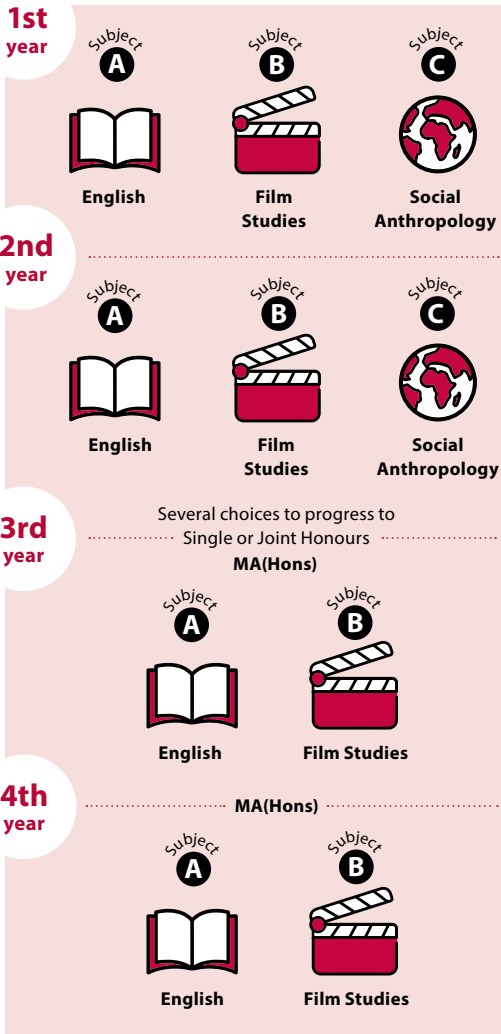 1st
year
Subject Subject Subject
A B C
English Film Social
Studies Anthropology
2nd
year
Subject Subject Subject
A B C
English Film Social
Studies Anthropology
3rd
year
Several choices to progress to
Single or Joint Honours
MA(Hons)
Subject Subject
A B
English Film Studies
4th
year
MA(Hons)
Subject Subject
A B
English Film Studies